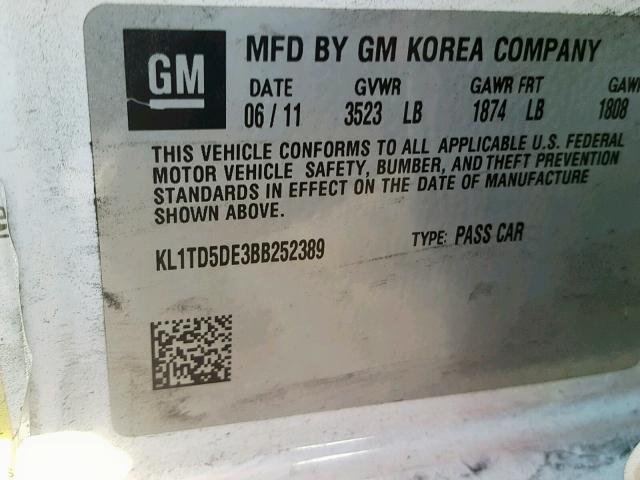 GM MFD BY GM KOREA COMPANY
DATE GVWR GAWR FRT GAWR
06/11 3523 LB 1874 LB 1808
THIS VEHICLE CONFORMS TO ALL APPLICABLE U.S. FEDERAL
MOTOR VEHICLE SAFETY, BUMPER, AND THEFT PREVENTION
STANDARDS IN EFFECT ON THE DATE OF MANUFACTURE
SHOWN ABOVE.
KL1TD5DE3BB252389 TYPE: PASS CAR